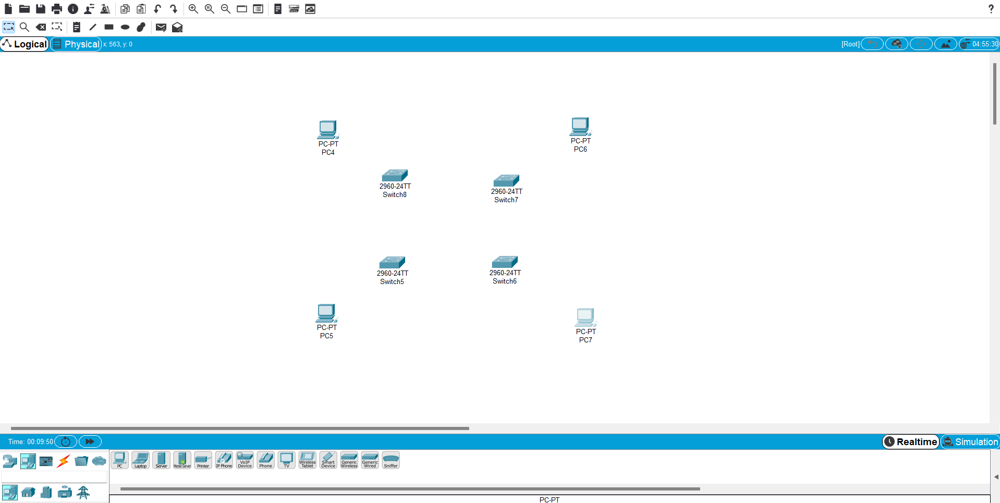 ?
Logical
Physical
x: 563, y: 0
[Root]
04:55:30
PC-PT
PC4
PC-PT
PC6
2960-24TT
Switch8
2960-24TT
Switch7
2960-24TT
Switch5
2960-24TT
Switch6
PC-PT
PC5
PC-PT
PC7
Time: 00:09:50
Realtime
Simulation
PC
Laptop
Server
Meraki Server
Printer
IP Phone
VoIP Device
Phone
TV
Wireless Tablet
Smart Device
Generic Wireless
Generic Wired
Sniffer
PC-PT